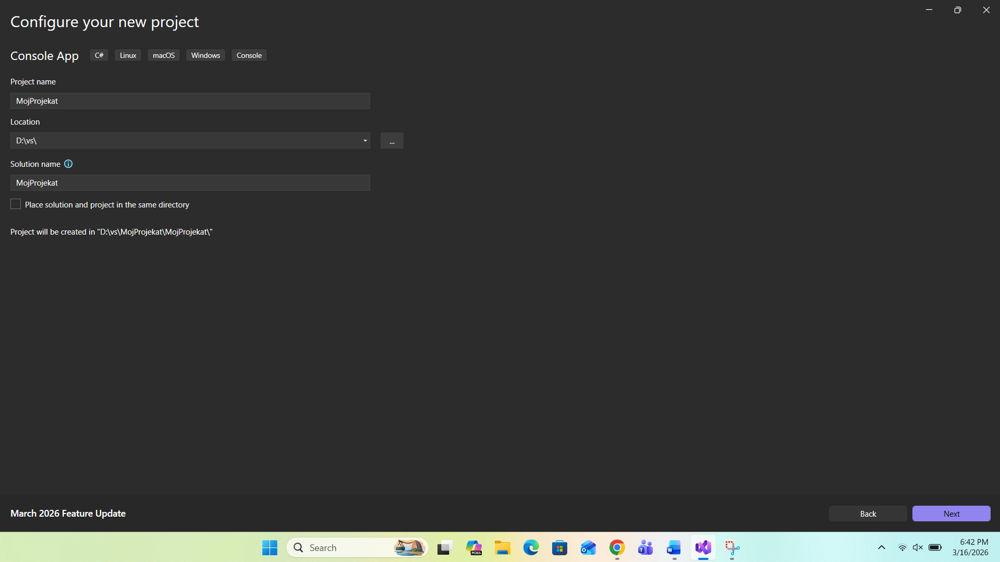 Configure your new project
Console App C# Linux macOS Windows Console
Project name
MojProjekat
Location
D:\vs\
...
Solution name
MojProjekat
Place solution and project in the same directory
Project will be created in "D:\vs\MojProjekat\MojProjekat\"
March 2026 Feature Update
Back
Next
Search
M365
6:42 PM
3/16/2026